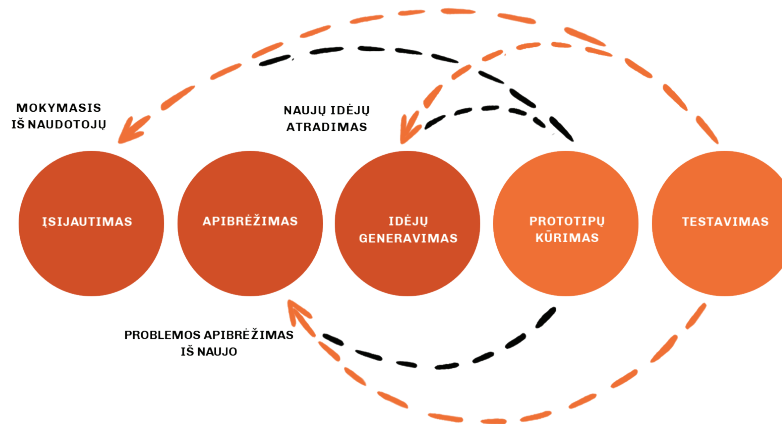 MOKYMASIS
IŠ NAUDOTOJŲ
NAUJŲ IDĖJŲ
ATRADIMAS
ĮSIJAUTIMAS
APIBRĖŽIMAS
IDĖJŲ
GENERAVIMAS
PROTOTIPŲ
KŪRIMAS
TESTAVIMAS
PROBLEMOS APIBRĖŽIMAS
IŠ NAUJO